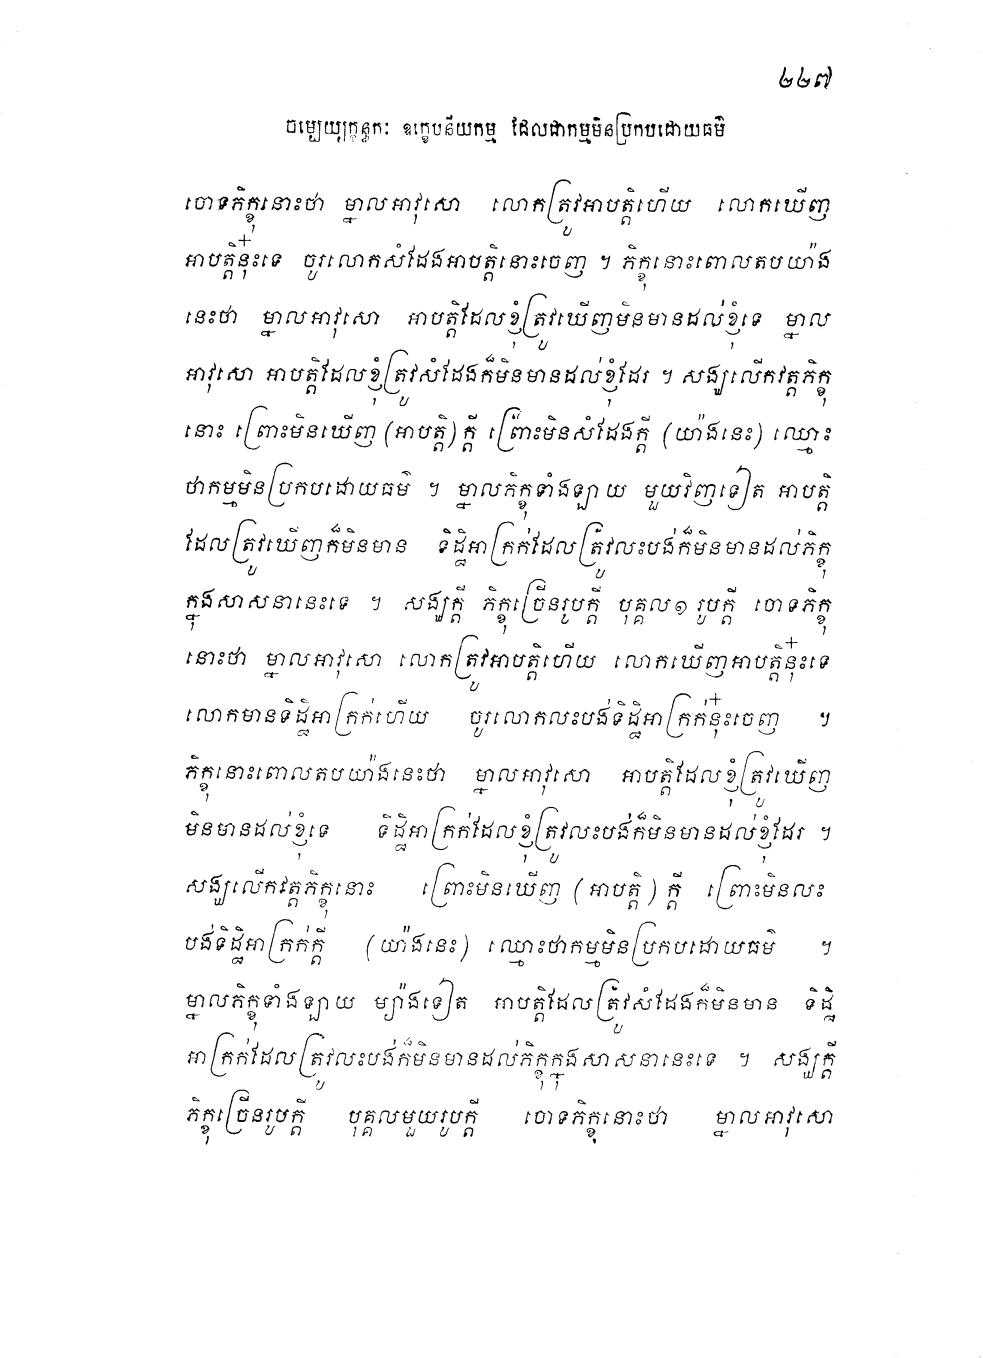 ២២៧
ចម្បេយ្យក្ខន្ធកៈ ឧក្ខេបនីយកម្ម ដែលជាកម្មមិនប្រកបដោយធម៌
ចោទភិក្ខុនោះថា ម្នាលអាវុសោ លោកត្រូវអាបត្តិហើយ លោកឃើញ
អាបត្តិនុ៎ះទេ ចូរលោកសំដែងអាបត្តិនោះចេញ ។ ភិក្ខុនោះពោលតបយ៉ាង
នេះថា ម្នាលអាវុសោ អាបត្តិដែលខ្ញុំត្រូវឃើញមិនមានដល់ខ្ញុំទេ ម្នាល
អាវុសោ អាបត្តិដែលខ្ញុំត្រូវសំដែងក៏មិនមានដល់ខ្ញុំដែរ ។ សង្ឃលើកវត្តភិក្ខុ
នោះ ព្រោះមិនឃើញ (អាបត្តិ) ក្តី ព្រោះមិនសំដែងក្តី (យ៉ាងនេះ) ឈ្មោះ
ថាកម្មមិនប្រកបដោយធម៌ ។ ម្នាលភិក្ខុទាំងឡាយ មួយវិញទៀត អាបត្តិ
ដែលត្រូវឃើញក៏មិនមាន ទិដ្ឋិអាក្រក់ដែលត្រូវលះបង់ក៏មិនមានដល់ភិក្ខុ
ក្នុងសាសនានេះទេ ។ សង្ឃក្តី ភិក្ខុច្រើនរូបក្តី បុគ្គល១រូបក្តី ចោទភិក្ខុ
នោះថា ម្នាលអាវុសោ លោកត្រូវអាបត្តិហើយ លោកឃើញអាបត្តិនុ៎ះទេ
លោកមានទិដ្ឋិអាក្រក់ហើយ ចូរលោកលះបង់ទិដ្ឋិអាក្រក់នុ៎ះចេញ ។
ភិក្ខុនោះពោលតបយ៉ាងនេះថា ម្នាលអាវុសោ អាបត្តិដែលខ្ញុំត្រូវឃើញ
មិនមានដល់ខ្ញុំទេ ទិដ្ឋិអាក្រក់ដែលខ្ញុំត្រូវលះបង់ក៏មិនមានដល់ខ្ញុំដែរ ។
សង្ឃលើកវត្តភិក្ខុនោះ ព្រោះមិនឃើញ (អាបត្តិ) ក្តី ព្រោះមិនលះ
បង់ទិដ្ឋិអាក្រក់ក្តី (យ៉ាងនេះ) ឈ្មោះថាកម្មមិនប្រកបដោយធម៌ ។
ម្នាលភិក្ខុទាំងឡាយ ម្យ៉ាងទៀត អាបត្តិដែលត្រូវសំដែងក៏មិនមាន ទិដ្ឋិ
អាក្រក់ដែលត្រូវលះបង់ក៏មិនមានដល់ភិក្ខុក្នុងសាសនានេះទេ ។ សង្ឃក្តី
ភិក្ខុច្រើនរូបក្តី បុគ្គលមួយរូបក្តី ចោទភិក្ខុនោះថា ម្នាលអាវុសោ